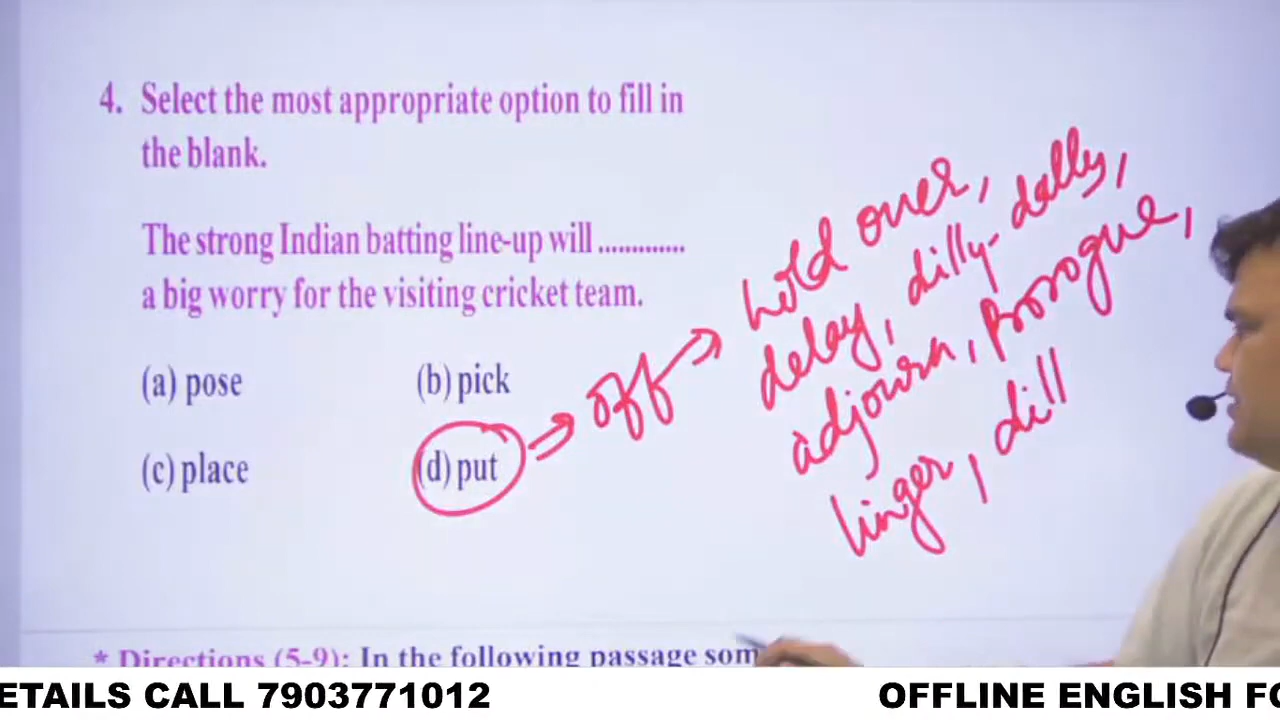 4. Select the most appropriate option to fill in
the blank.
The strong Indian batting line-up will .............
a big worry for the visiting cricket team.
(a) pose (b) pick
(c) place (d) put
off
hold over,
delay, dilly-dally,
adjourn, Prorogue,
linger, dill
* Directions (5-9): In the following passage som
ETAILS CALL 7903771012 OFFLINE ENGLISH FO